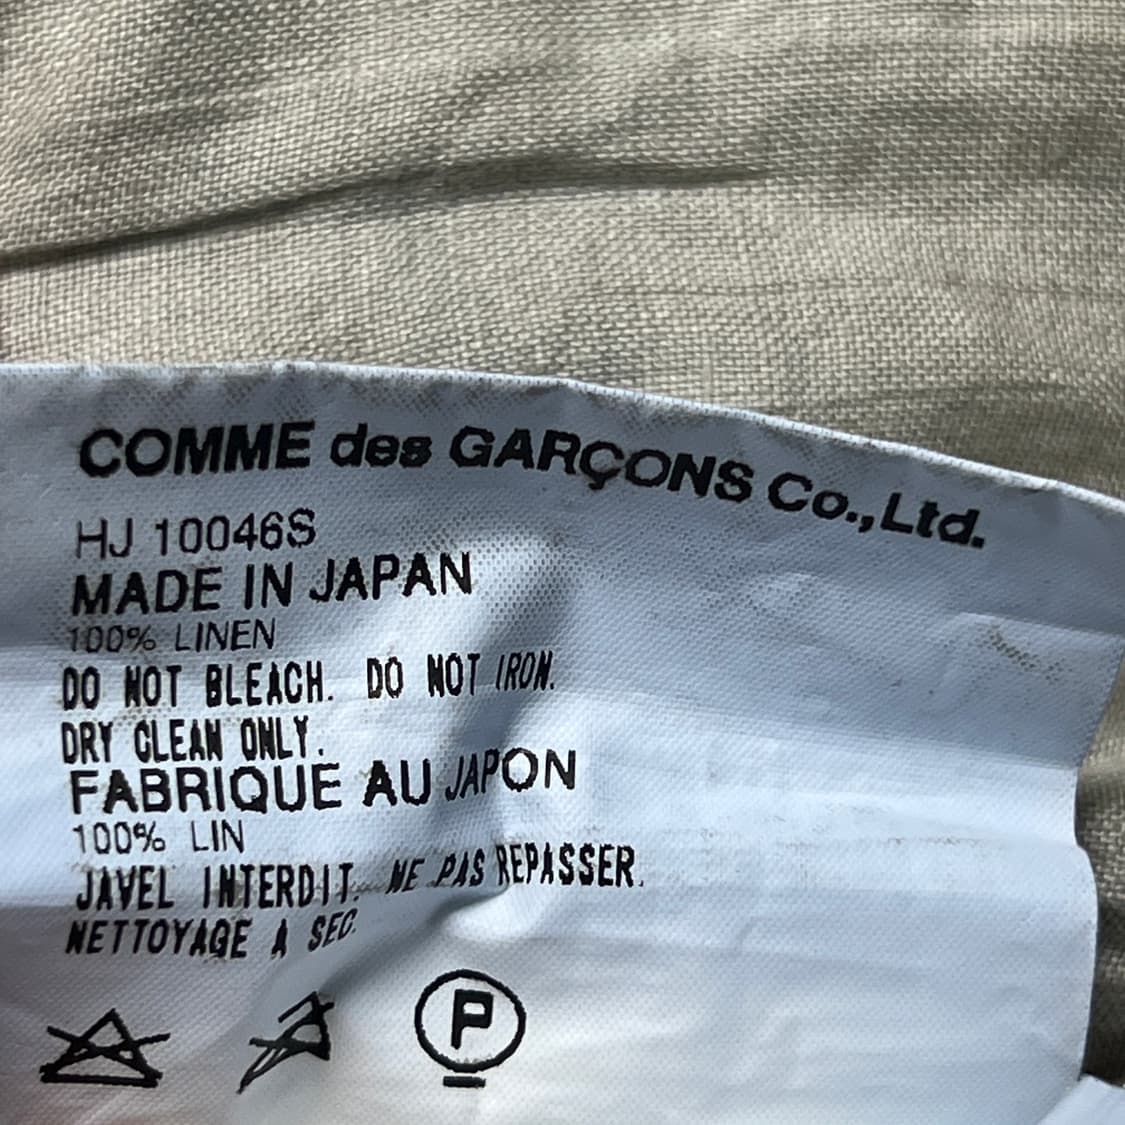 COMME des GARÇONS Co.,Ltd.
HJ 10046S
MADE IN JAPAN
100% LINEN
DO NOT BLEACH. DO NOT IRON.
DRY CLEAN ONLY.
FABRIQUE AU JAPON
100% LIN
JAVEL INTERDIT. NE PAS REPASSER.
NETTOYAGE A SEC.
P